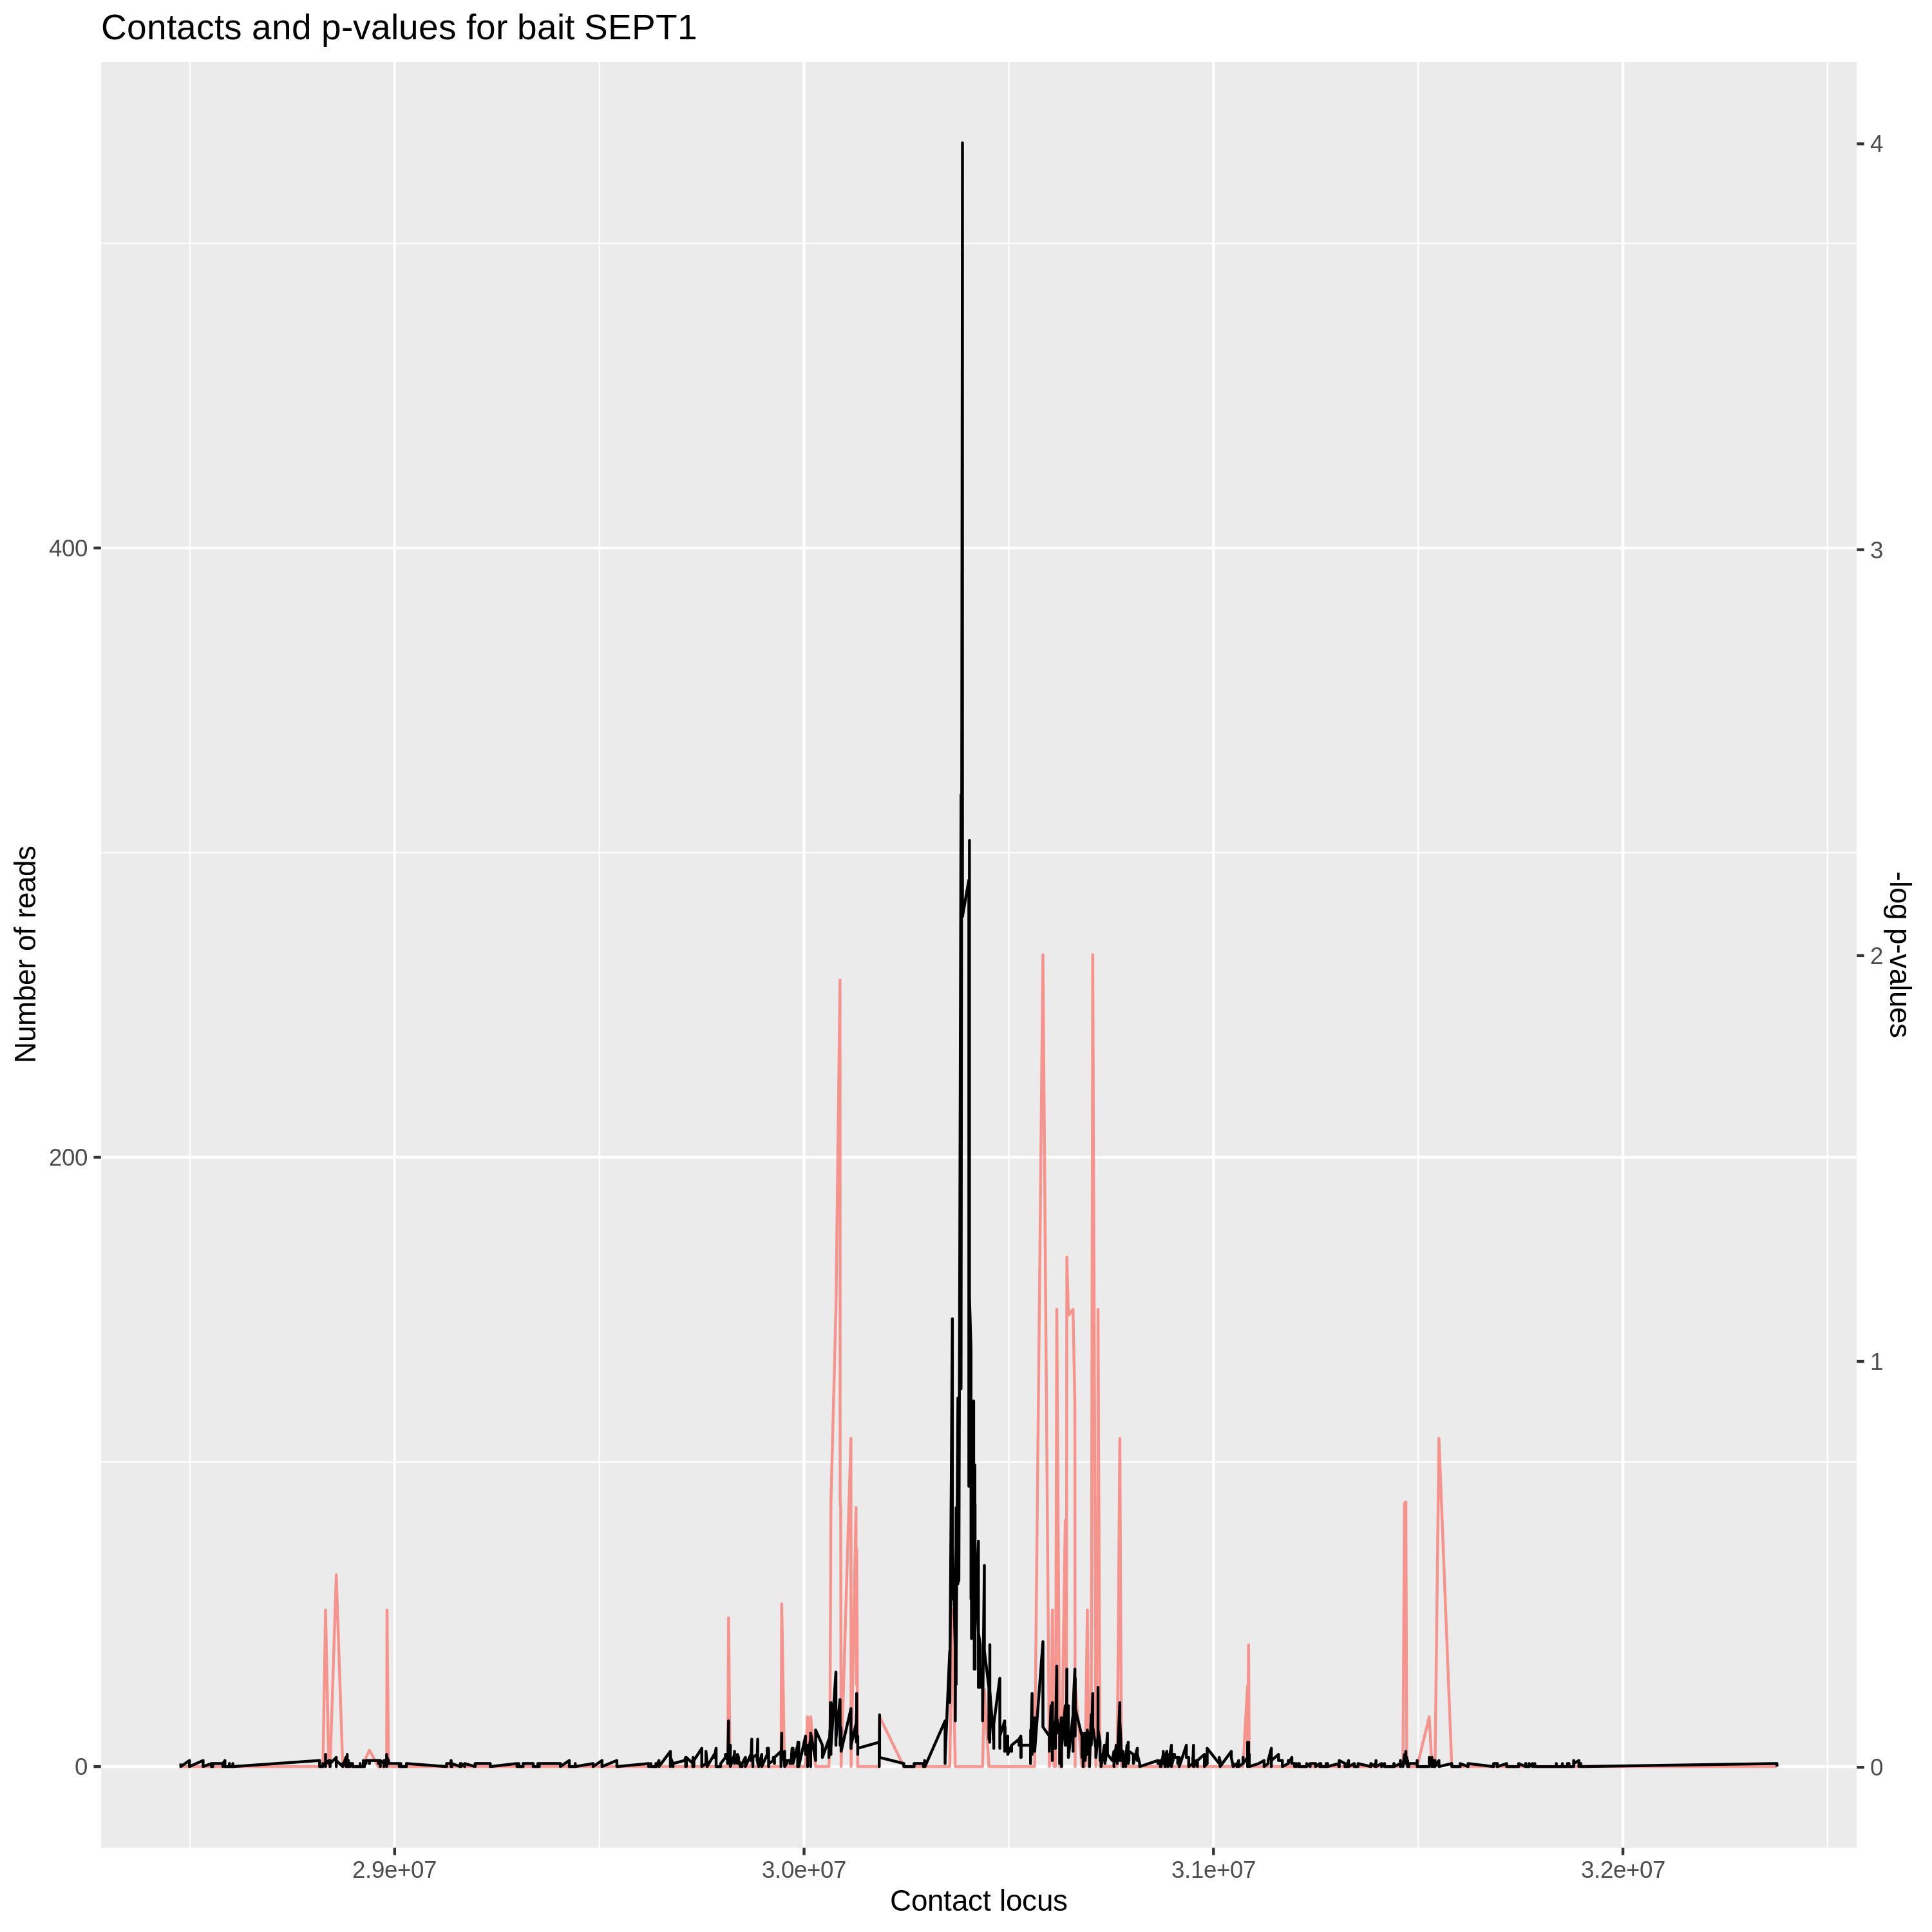 Contacts and p-values for bait SEPT1
4
400
3
Number of reads
-log p-values
2
200
1
0
0
2.9e+07
3.0e+07
3.1e+07
3.2e+07
Contact locus